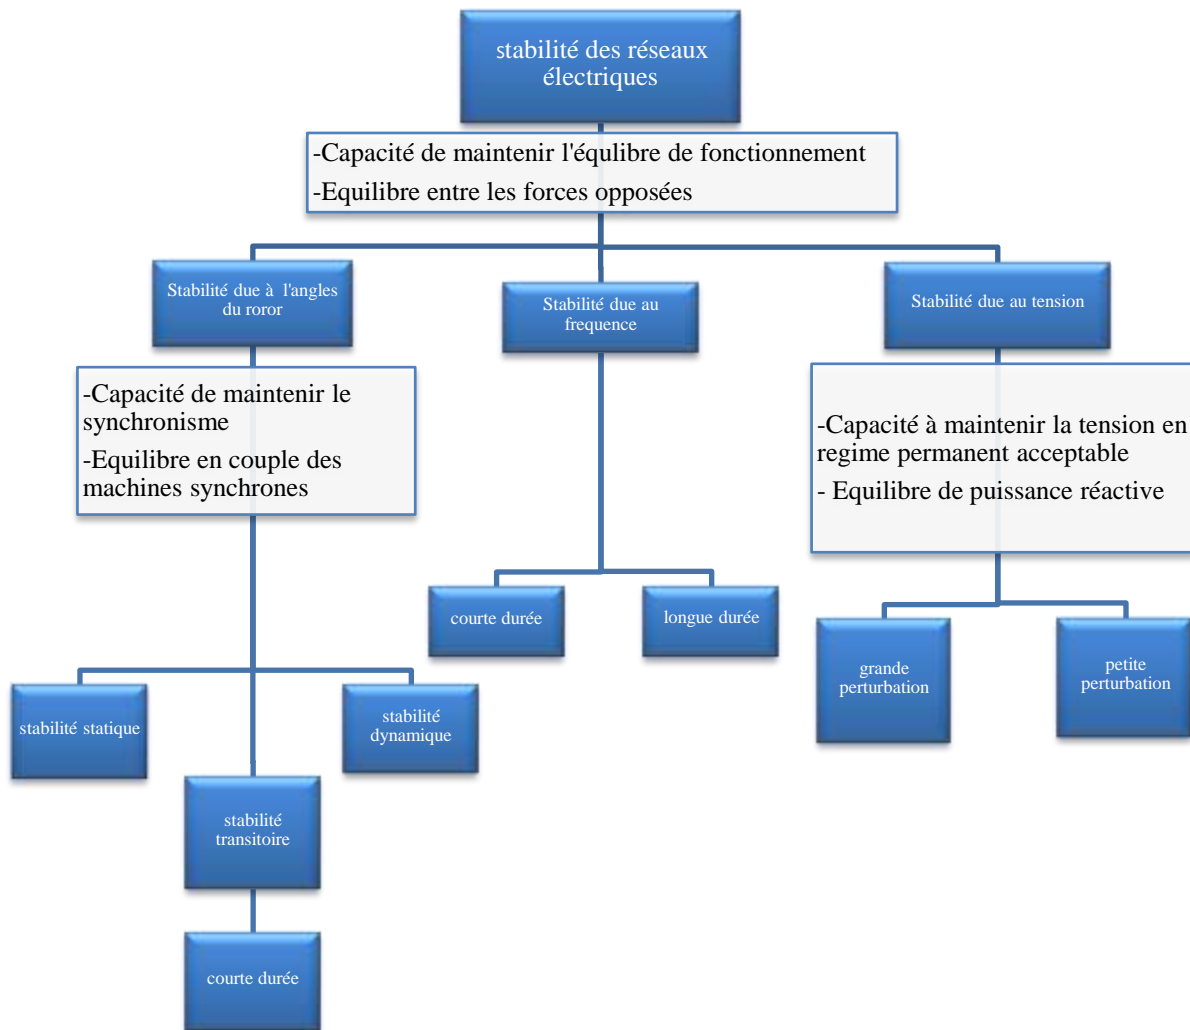 stabilité des réseaux
électriques
-Capacité de maintenir l'équlibre de fonctionnement
-Equilibre entre les forces opposées
Stabilité due à l'angles
du roror
Stabilité due au
frequence
Stabilité due au tension
-Capacité de maintenir le
synchronisme
-Equilibre en couple des
machines synchrones
-Capacité à maintenir la tension en
regime permanent acceptable
- Equilibre de puissance réactive
courte durée
longue durée
grande
perturbation
petite
perturbation
stabilité statique
stabilité
dynamique
stabilité
transitoire
courte durée